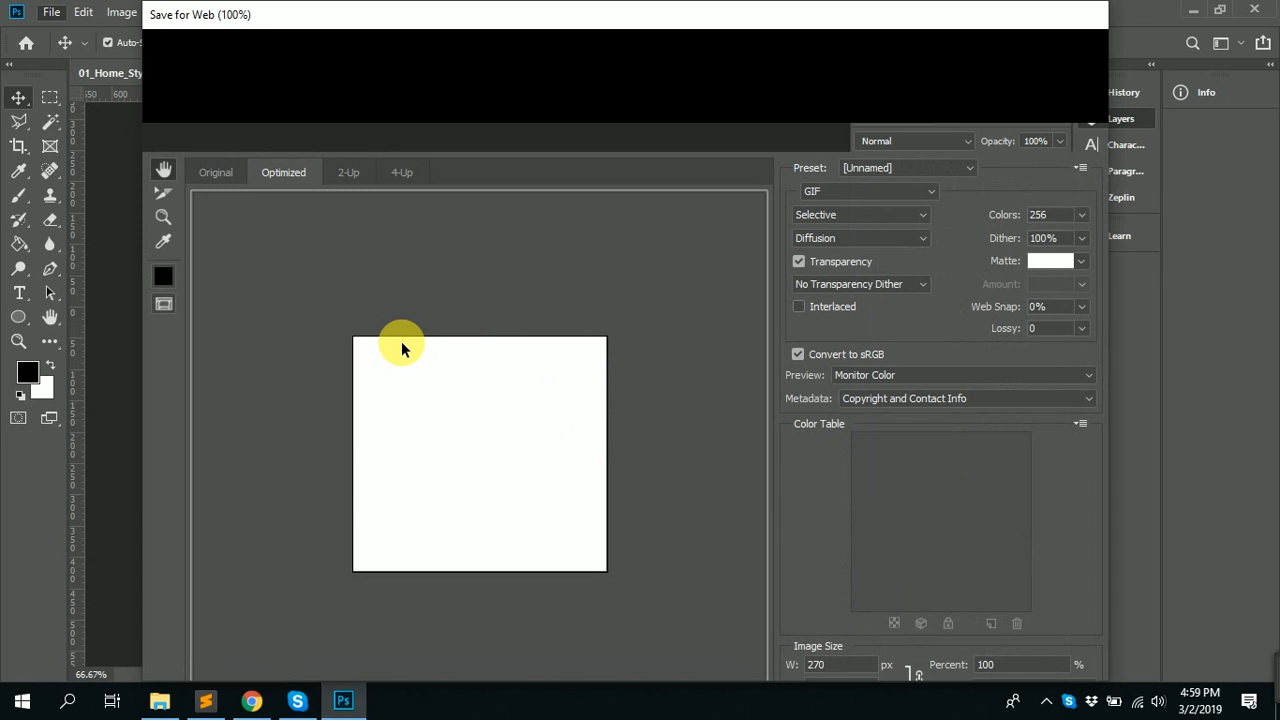 Save for Web (100%)
Ps File Edit Image
Auto-S
01_Home_Sty
550 600
Original Optimized 2-Up 4-Up
Normal Opacity: 100%
Preset: [Unnamed]
GIF
Selective Colors: 256
Diffusion Dither: 100%
Transparency Matte:
No Transparency Dither Amount:
Interlaced Web Snap: 0%
Lossy: 0
Convert to sRGB
Preview: Monitor Color
Metadata: Copyright and Contact Info
Color Table
Image Size
W: 270 px Percent: 100 %
History
Layers
Charac...
Paragr...
Zeplin
Learn
Info
66.67%
Ps
4:59 PM
3/2/2019